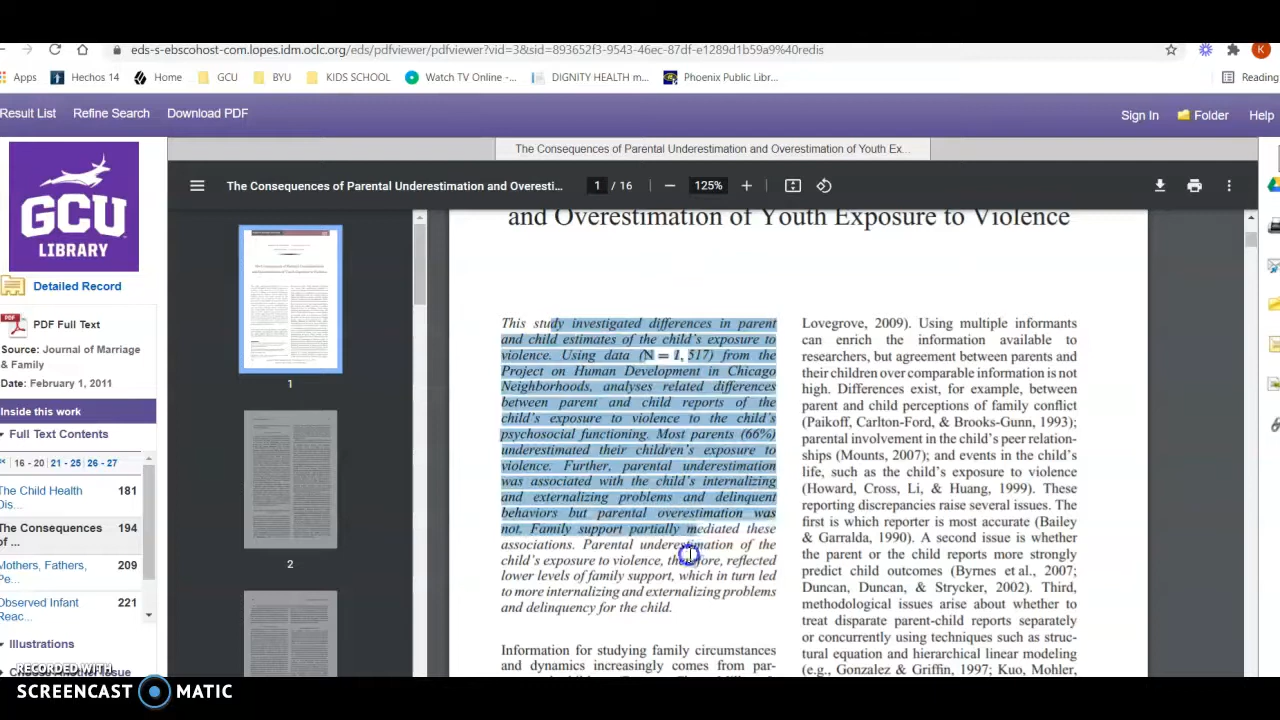 eds-s-ebscohost-com.lopes.idm.oclc.org/eds/pdfviewer/pdfviewer?vid=3&sid=893652f3-9543-46ec-87df-e1289d1b59a9%40redis
K
Apps Hechos 14 Home GCU BYU KIDS SCHOOL Watch TV Online -... DIGNITY HEALTH m... Phoenix Public Libr... Reading
Result List Refine Search Download PDF Sign In Folder Help
The Consequences of Parental Underestimation and Overestimation of Youth Ex...
The Consequences of Parental Underestimation and Overesti... 1 / 16 125%
GCU
LIBRARY
Detailed Record
PDF PDF Full Text
Source: Journal of Marriage
& Family
Date: February 1, 2011
Inside this work
Full Text Contents
16 - 20 21 - 25 26 - 27
The Child Health 181
Dis...
The Consequences 194
of ...
Mothers, Fathers, 209
Pe...
Observed Infant 221
Reac...
Illustrations
Choose Another Issue
RECORDED WITH
SCREENCAST MATIC
1
2
and Overestimation of Youth Exposure to Violence
This study investigated differences in parent
and child estimates of the child's exposure to
violence. Using data (N = 1,517) from the
Project on Human Development in Chicago
Neighborhoods, analyses related differences
between parent and child reports of the
child's exposure to violence to the child's
psychosocial functioning. Most parents (66%)
underestimated their children's exposure to
violence. Further, parental underestimation
was associated with the child's internalizing
and externalizing problems and delinquent
behaviors but parental overestimation was
not. Family support partially mediated these
associations. Parental underestimation of the
child's exposure to violence, therefore, reflected
lower levels of family support, which in turn led
to more internalizing and externalizing problems
and delinquency for the child.
Information for studying family circumstances
and dynamics increasingly comes from par-
Lovegrove, 2009). Using multiple informants
can enrich the information available to
researchers, but agreement between parents and
their children over comparable information is not
high. Differences exist, for example, between
parent and child perceptions of family conflict
(Paikoff, Carlton-Ford, & Brooks-Gunn, 1993);
parental involvement in the child's peer relation-
ships (Mounts, 2007); and events in the child's
life, such as the child's exposure to violence
(Howard, Cross, Li, & Huang, 1999). These
reporting discrepancies raise several issues. The
first is which reporter is most accurate (Bailey
& Garralda, 1990). A second issue is whether
the parent or the child reports more strongly
predict child outcomes (Byrnes et al., 2007;
Duncan, Duncan, & Strycker, 2002). Third,
methodological issues arise about whether to
treat disparate parent-child reports separately
or concurrently using techniques such as struc-
tural equation and hierarchical linear modeling
(e.g., Gonzalez & Griffin, 1997; Kuo, Mohler,